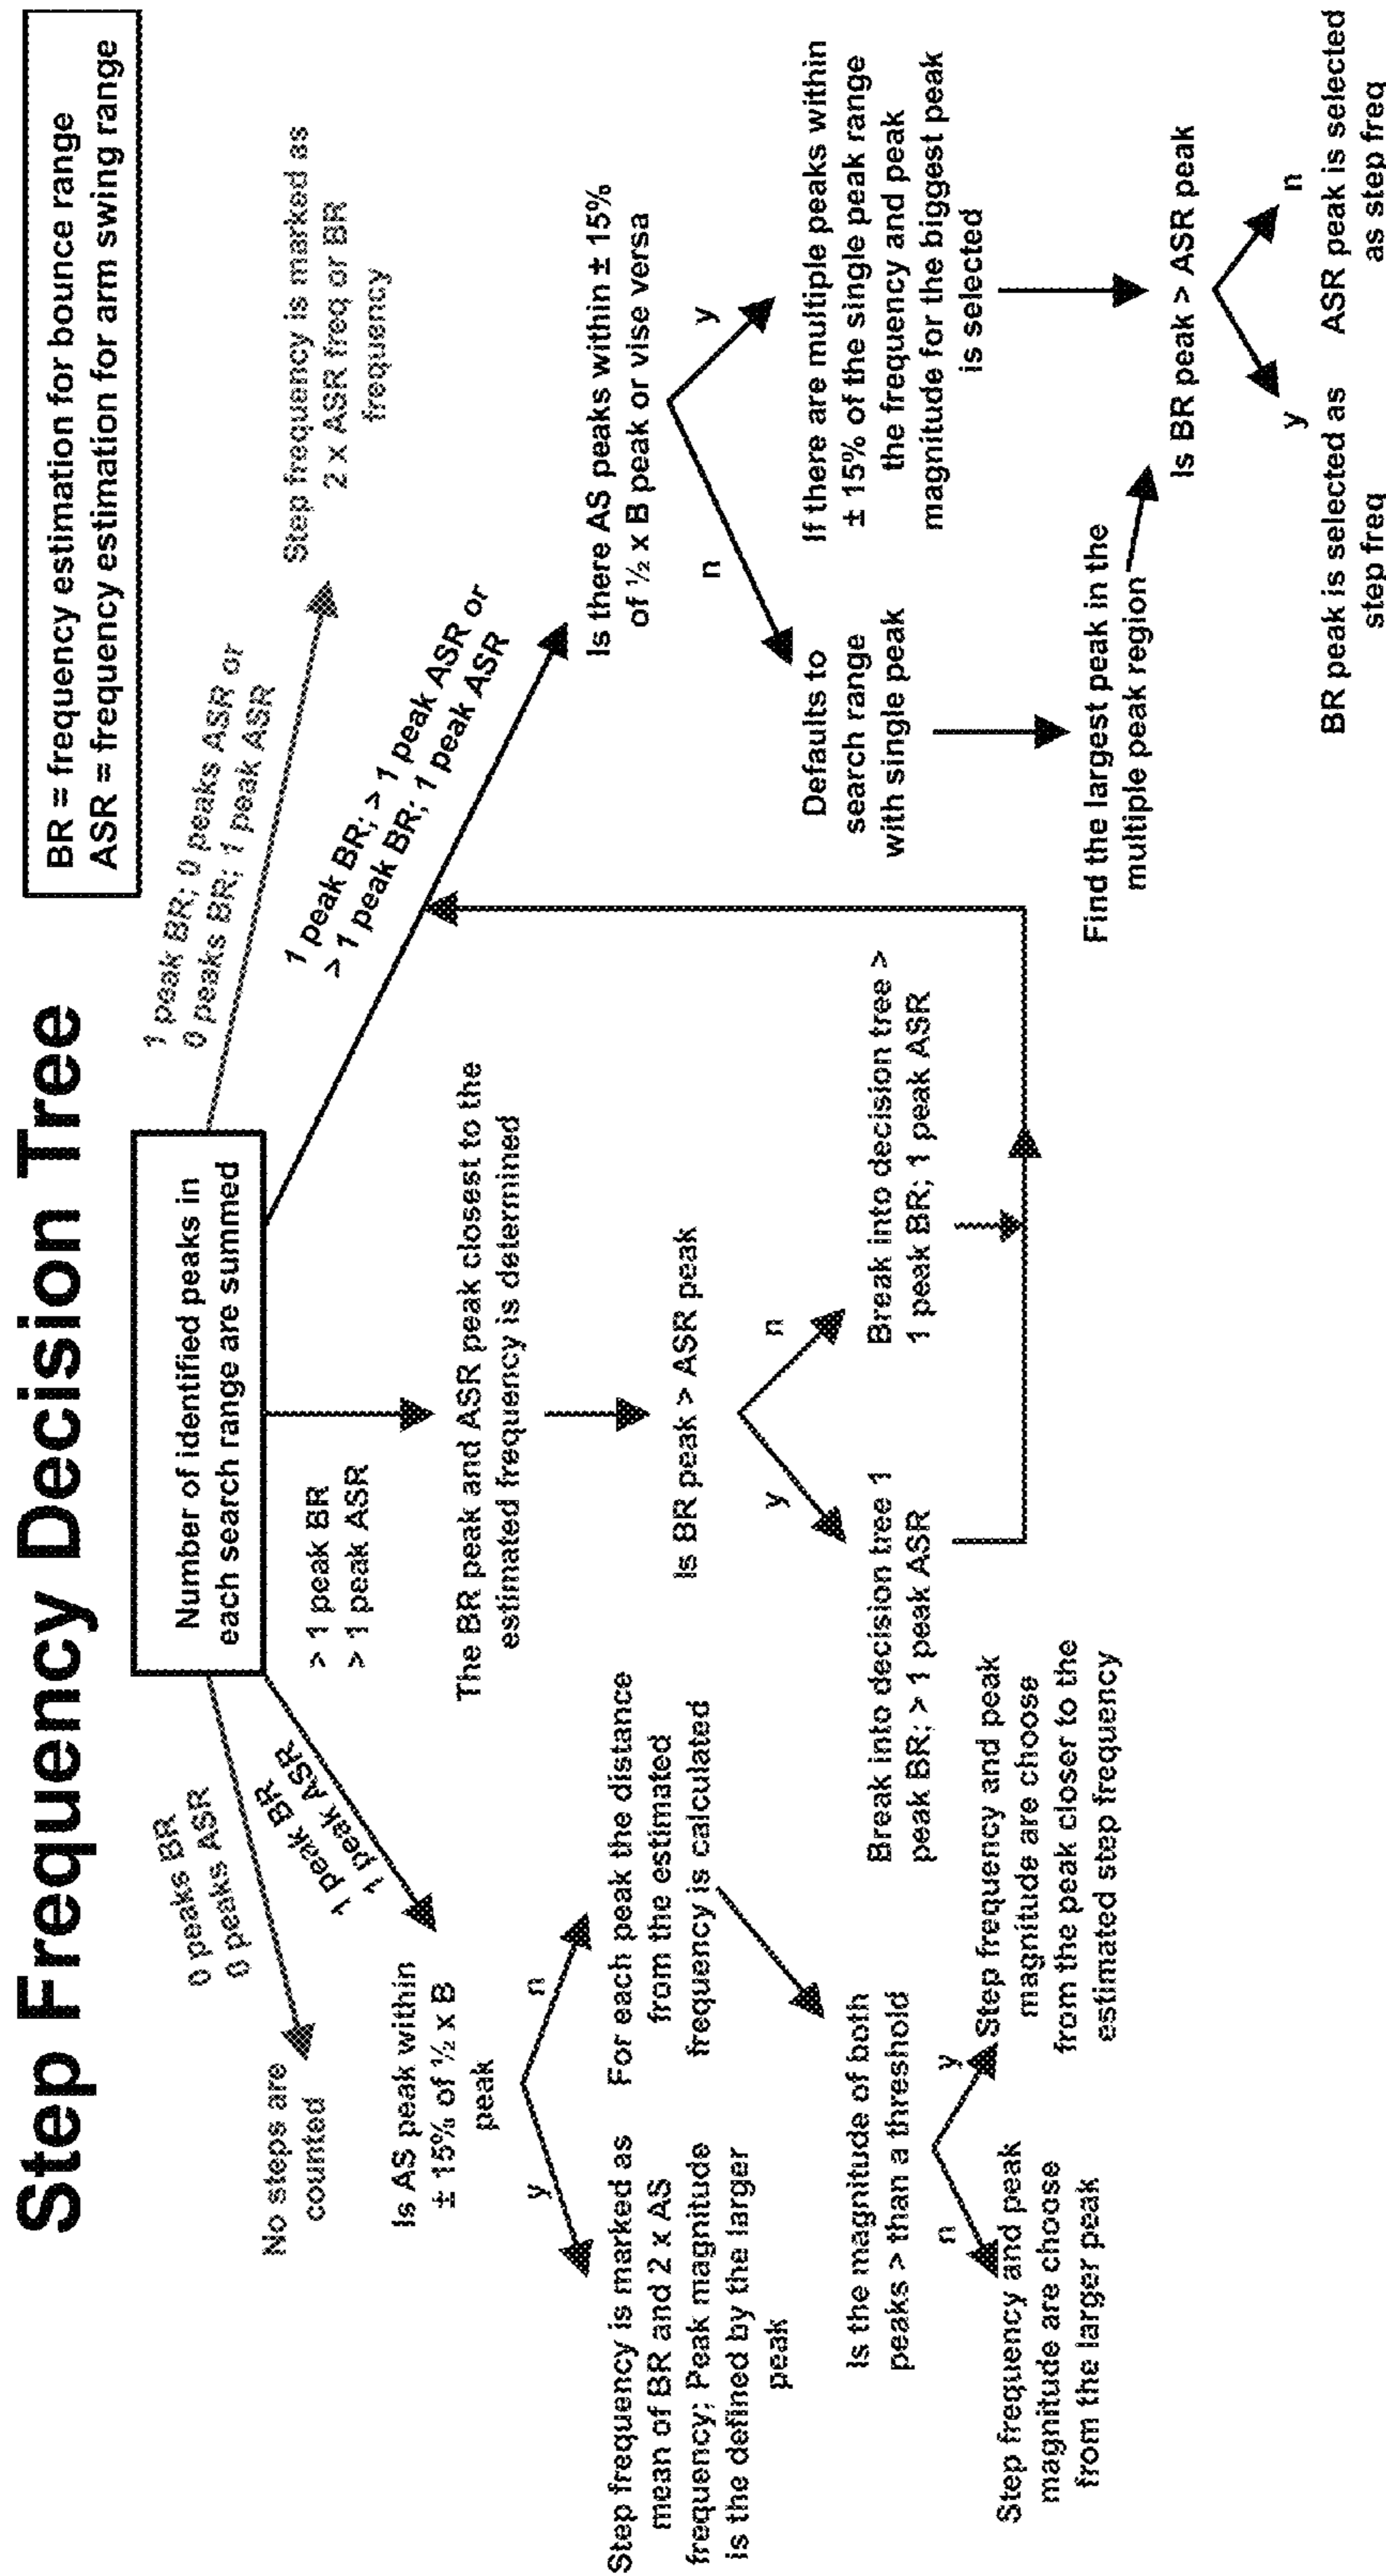 Step Frequency Decision Tree
BR = frequency estimation for bounce range
ASR = frequency estimation for arm swing range
Number of identified peaks in
each search range are summed
0 peaks BR
0 peaks ASR
No steps are
counted
1 peak BR
1 peak ASR
Is AS peak within
± 15% of ½ x B
peak
y
n
Step frequency is marked as
mean of BR and 2 x AS
frequency; Peak magnitude
is the defined by the larger
peak
For each peak the distance
from the estimated
frequency is calculated
Is the magnitude of both
peaks > than a threshold
n
y
Step frequency and peak
magnitude are choose
from the larger peak
Step frequency and peak
magnitude are choose
from the peak closer to the
estimated step frequency
> 1 peak BR
> 1 peak ASR
The BR peak and ASR peak closest to the
estimated frequency is determined
Is BR peak > ASR peak
y
n
Break into decision tree 1
peak BR; > 1 peak ASR
Break into decision tree >
1 peak BR; 1 peak ASR
1 peak BR; > 1 peak ASR or
> 1 peak BR; 1 peak ASR
Is there AS peaks within ± 15%
of ½ x B peak or vise versa
n
y
Defaults to
search range
with single peak
If there are multiple peaks within
± 15% of the single peak range
the frequency and peak
magnitude for the biggest peak
is selected
Find the largest peak in the
multiple peak region
Is BR peak > ASR peak
y
n
BR peak is selected as
step freq
ASR peak is selected
as step freq
1 peak BR; 0 peaks ASR or
0 peaks BR; 1 peak ASR
Step frequency is marked as
2 x ASR freq or BR
frequency